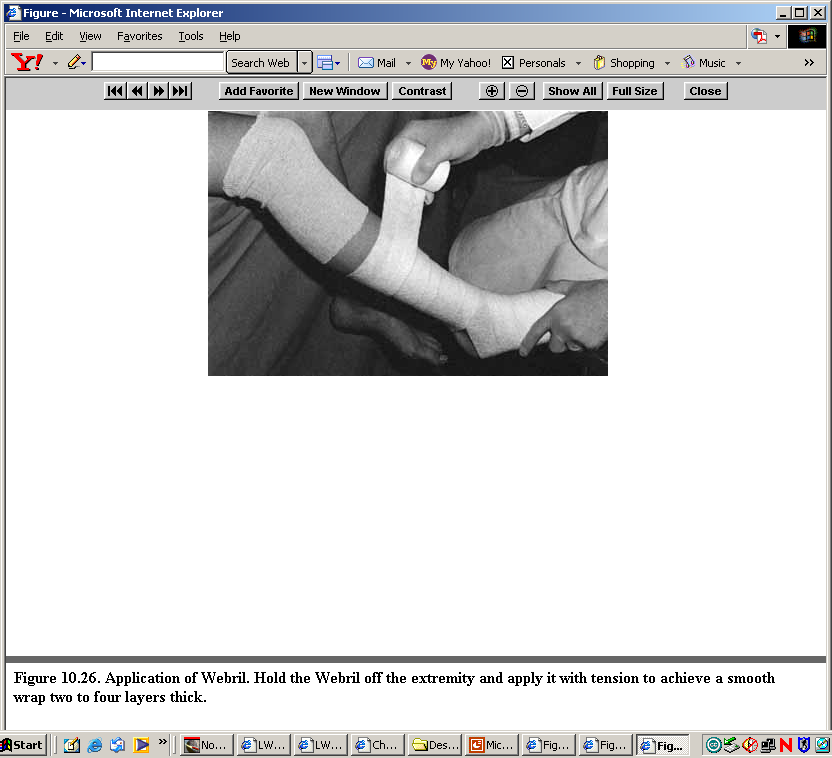 Figure - Microsoft Internet Explorer
File Edit View Favorites Tools Help
Y! Search Web Mail My My Yahoo! Personals Shopping Music »
Add Favorite New Window Contrast Show All Full Size Close
Figure 10.26. Application of Webril. Hold the Webril off the extremity and apply it with tension to achieve a smooth
wrap two to four layers thick.
Start » No... LW... LW... Ch... Des... Mic... Fig... Fig... Fig... N